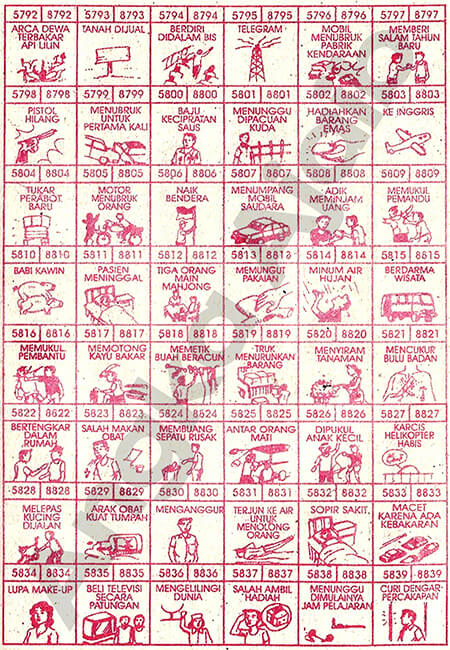 5792 8792
ARCA DEWA
TERBAKAR
API LILIN
5793 8793
TANAH DIJUAL
5794 8794
BERDIRI
DIDALAM BIS
5795 8795
TELEGRAM
5796 8796
MOBIL
MENUBRUK
PABRIK
KENDARAAN
5797 8797
MEMBERI
SALAM TAHUN
BARU
5798 8798
PISTOL
HILANG
5799 8799
MENUBRUK
UNTUK
PERTAMA KALI
5800 8800
BAJU
KECIPRATAN
SAUS
5801 8801
MENUNGGU
DIPACUAN
KUDA
5802 8802
HADIAHKAN
BARANG
EMAS
5803 8803
KE INGGRIS
5804 8804
TUKAR
PERABOT
BARU
5805 8805
MOTOR
MENUBRUK ORANG
5806 8806
NAIK
BENDERA
5807 8807
MENUMPANG
MOBIL
SAUDARA
5808 8808
ADIK
MEMINJAM
UANG
5809 8809
MEMUKUL
PEMANDU
5810 8810
BABI KAWIN
5811 8811
PASIEN
MENINGGAL
5812 8812
TIGA ORANG
MAIN
MAHJONG
5813 8813
MEMUNGUT
PAKAIAN
5814 8814
MINUM AIR
HUJAN
5815 8815
BERDARMA
WISATA
5816 8816
MEMUKUL
PEMBANTU
5817 8817
MEMOTONG
KAYU BAKAR
5818 8818
MEMETIK
BUAH BERACUN
5819 8819
TRUK
MENURUNKAN
BARANG
5820 8820
MENYIRAM
TANAMAN
5821 8821
MENCUKUR
BULU BADAN
5822 8822
BERTENGKAR
DALAM
RUMAH
5823 8823
SALAH MAKAN
OBAT
5824 8824
MEMBUANG
SEPATU RUSAK
5825 8825
ANTAR ORANG
MATI
5826 8826
DIPUKUL
ANAK KECIL
5827 8827
KARCIS
HELIKOPTER
HABIS
5828 8828
MELEPAS
KUCING
DIJALAN
5829 8829
ARAK OBAT
KUAT TUMPAH
5830 8830
MENGANGGUR
5831 8831
TERJUN KE AIR
UNTUK
MENOLONG
ORANG
5832 8832
SOPIR SAKIT
5833 8833
MACET
KARENA ADA
KEBAKARAN
5834 8834
LUPA MAKE-UP
5835 8835
BELI TELEVISI
SECARA
PATUNGAN
5836 8836
MENGELILINGI
DUNIA
5837 8837
SALAH AMBIL
HADIAH
5838 8838
MENUNGGU
DIMULAINYA
JAM PELAJARAN
5839 8839
CURI DENGAR
PERCAKAPAN